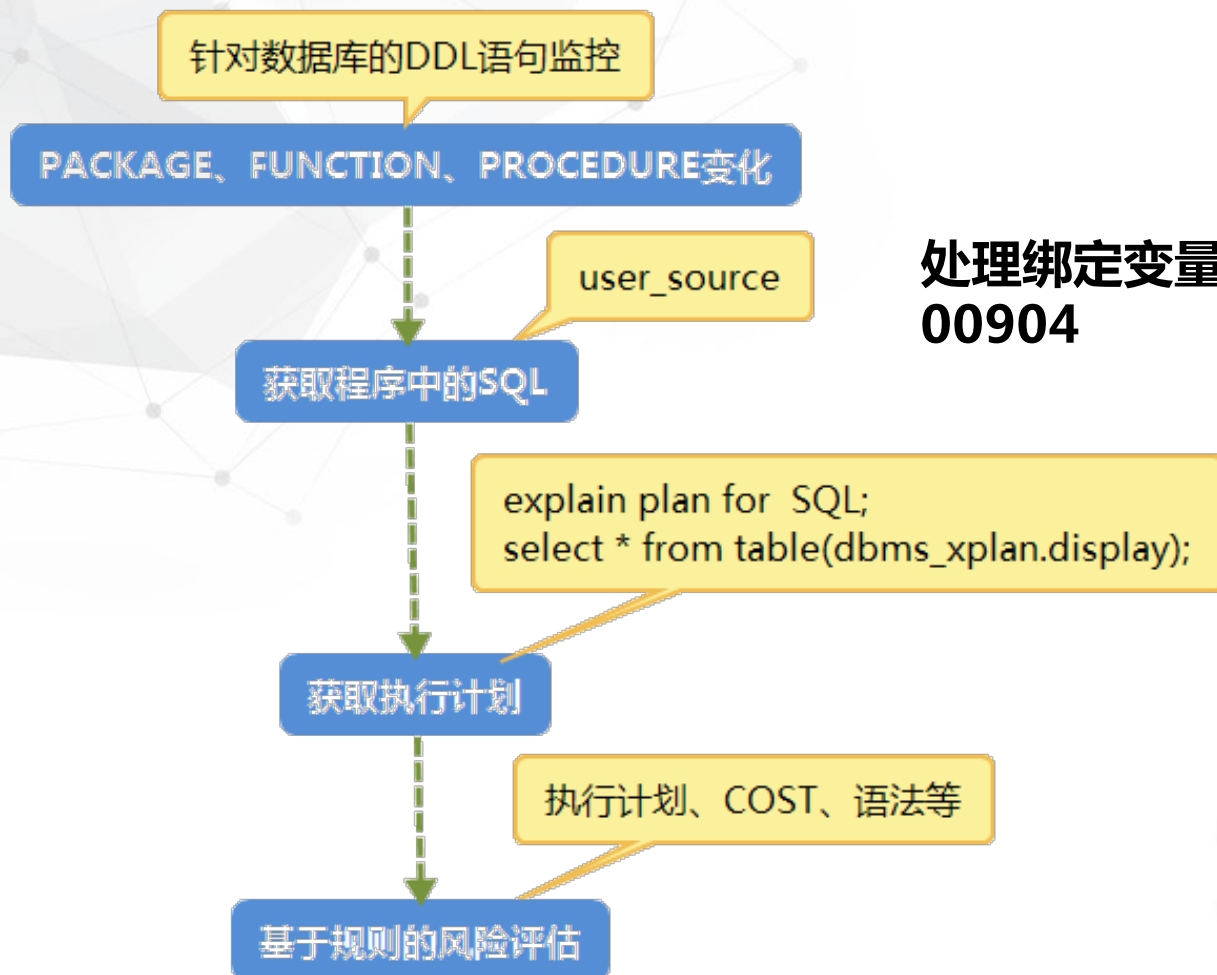 针对数据库的DDL语句监控
PACKAGE、FUNCTION、PROCEDURE变化
user_source
处理绑定变量
00904
获取程序中的SQL
explain plan for  SQL;
select * from table(dbms_xplan.display);
获取执行计划
执行计划、COST、语法等
基于规则的风险评估